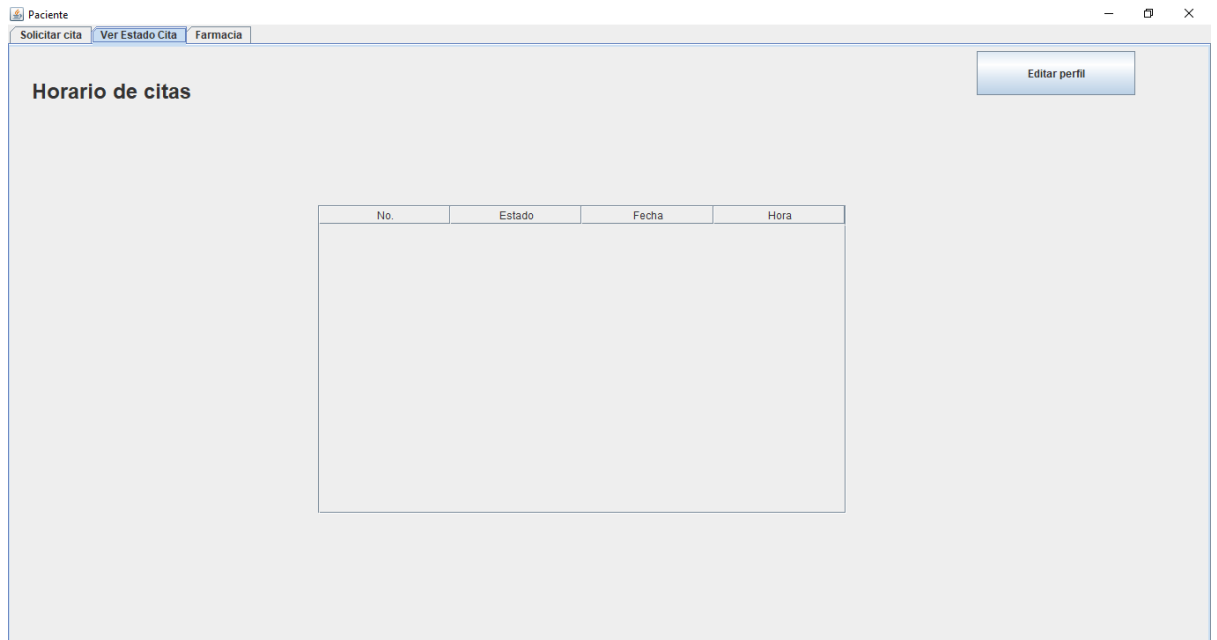 Paciente
Solicitar cita Ver Estado Cita Farmacia
Editar perfil
Horario de citas
No. Estado Fecha Hora